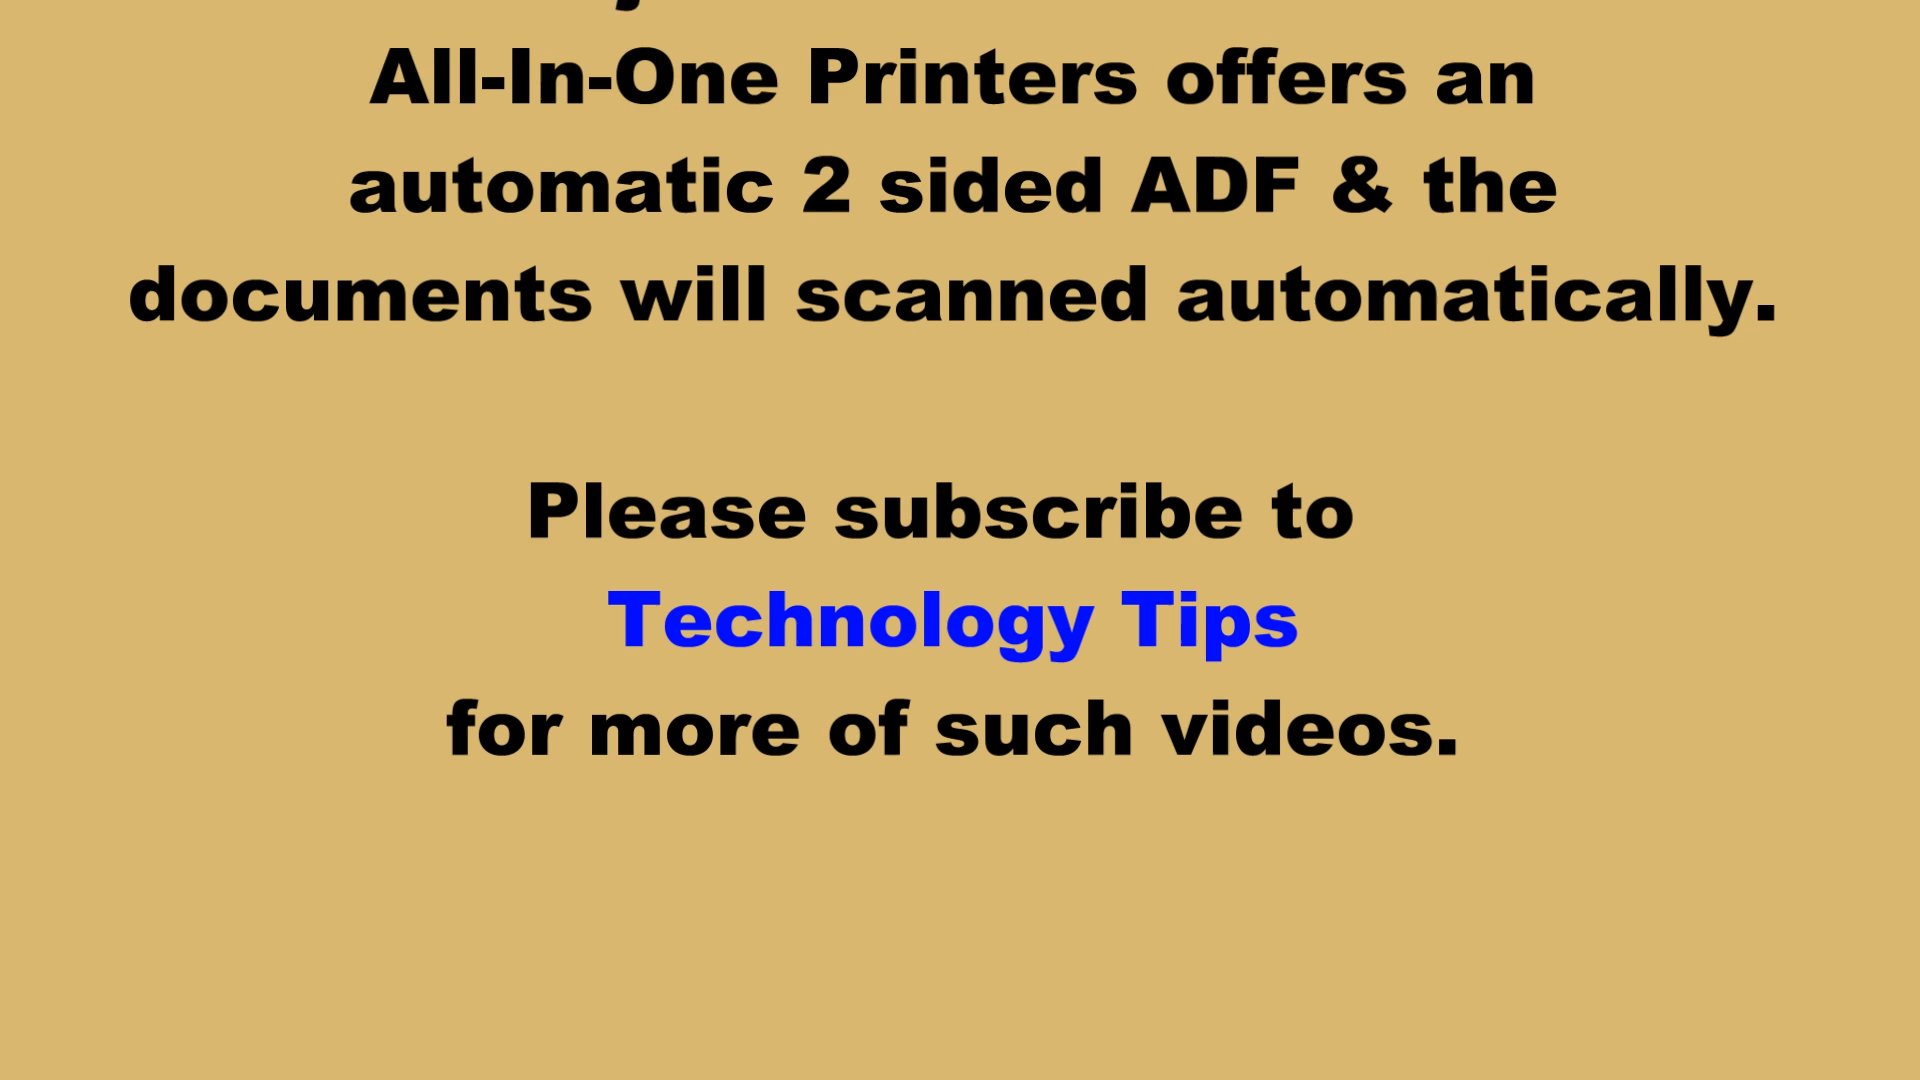 All-In-One Printers offers an
automatic 2 sided ADF & the
documents will scanned automatically.
Please subscribe to
Technology Tips
for more of such videos.